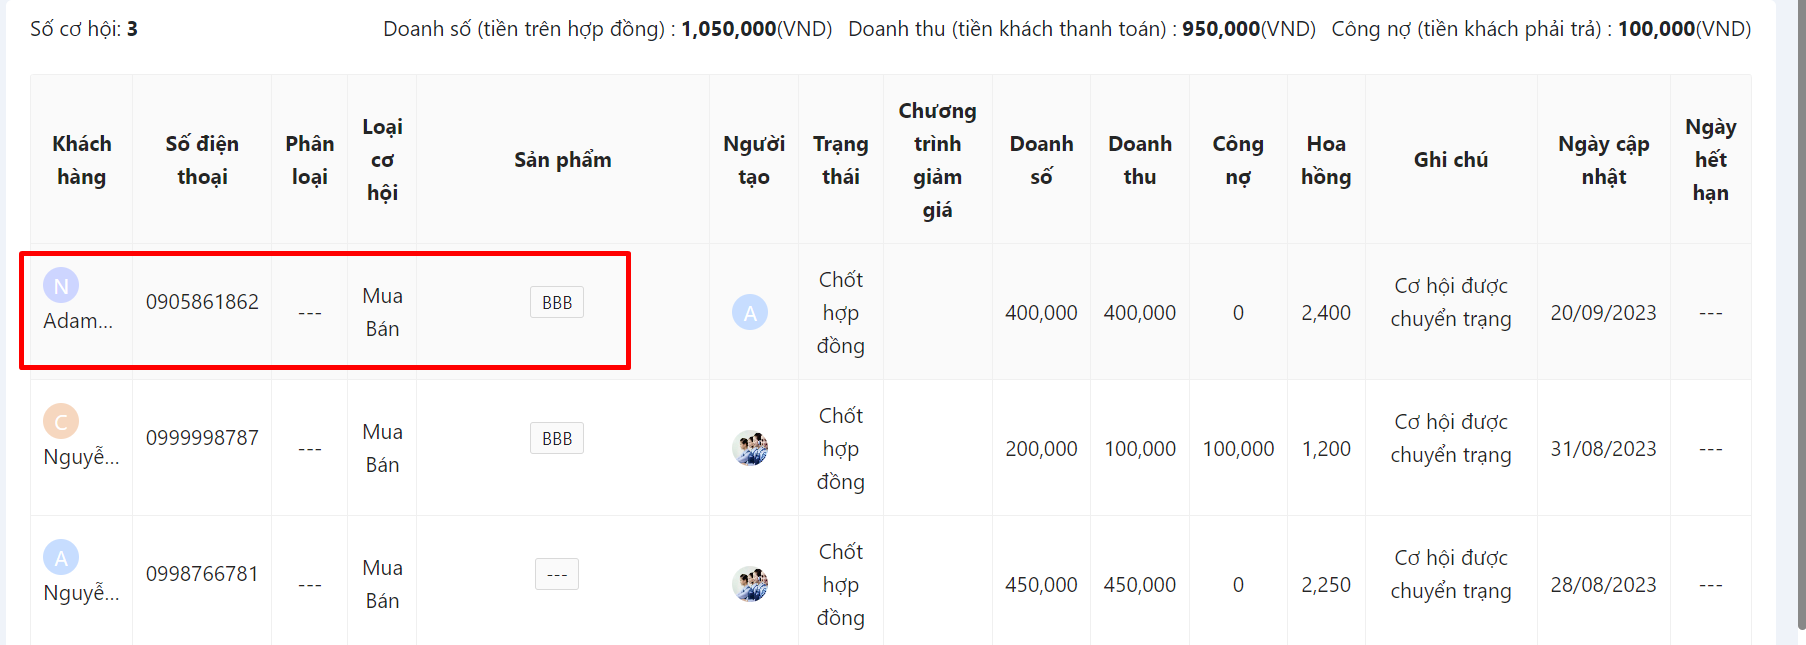 Số cơ hội: 3 Doanh số (tiền trên hợp đồng) : 1,050,000(VND) Doanh thu (tiền khách thanh toán) : 950,000(VND) Công nợ (tiền khách phải trả) : 100,000(VND)
Khách hàng
Số điện thoại
Phân loại
Loại cơ hội
Sản phẩm
Người tạo
Trạng thái
Chương trình giảm giá
Doanh số
Doanh thu
Công nợ
Hoa hồng
Ghi chú
Ngày cập nhật
Ngày hết hạn
N
Adam...
0905861862
---
Mua Bán
BBB
A
Chốt hợp đồng
400,000
400,000
0
2,400
Cơ hội được chuyển trạng
20/09/2023
---
C
Nguyễ...
0999998787
---
Mua Bán
BBB
Chốt hợp đồng
200,000
100,000
100,000
1,200
Cơ hội được chuyển trạng
31/08/2023
---
A
Nguyễ...
0998766781
---
Mua Bán
---
Chốt hợp đồng
450,000
450,000
0
2,250
Cơ hội được chuyển trạng
28/08/2023
---